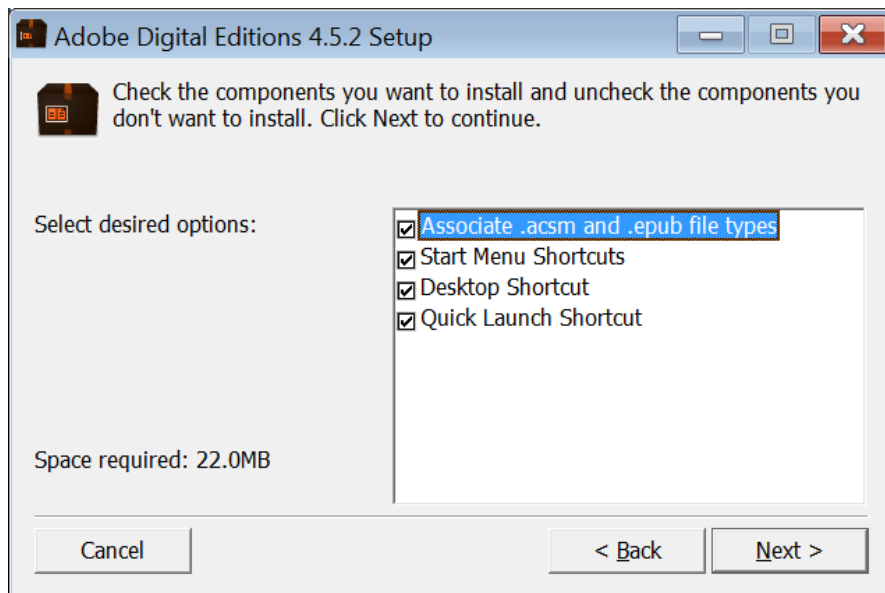 Adobe Digital Editions 4.5.2 Setup
Check the components you want to install and uncheck the components you
don't want to install. Click Next to continue.
Select desired options:
Associate .acsm and .epub file types
Start Menu Shortcuts
Desktop Shortcut
Quick Launch Shortcut
Space required: 22.0MB
Cancel
< Back
Next >